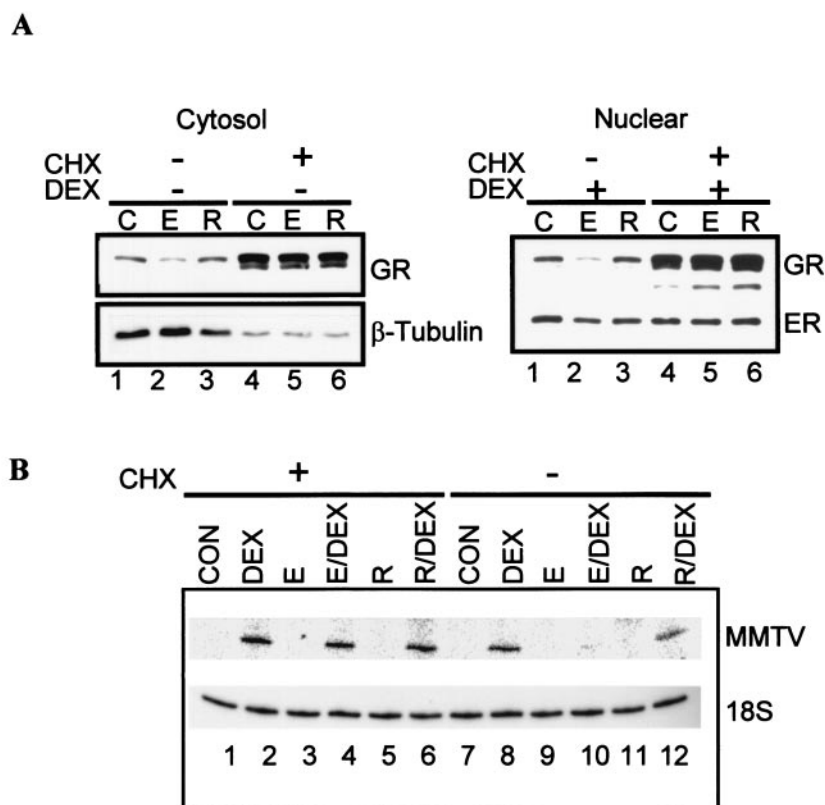 A
Cytosol
CHX - +
DEX - -
C E R C E R
GR
β-Tubulin
1 2 3 4 5 6
Nuclear
CHX - +
DEX + +
C E R C E R
GR
ER
1 2 3 4 5 6
B
CHX + -
CON DEX E E/DEX R R/DEX CON DEX E E/DEX R R/DEX
MMTV
18S
1 2 3 4 5 6 7 8 9 10 11 12